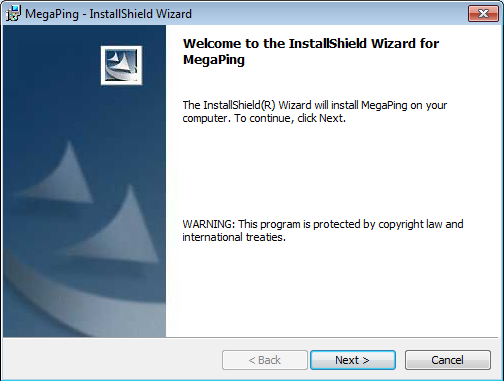 MegaPing - InstallShield Wizard
Welcome to the InstallShield Wizard for
MegaPing
The InstallShield(R) Wizard will install MegaPing on your
computer. To continue, click Next.
WARNING: This program is protected by copyright law and
international treaties.
< Back
Next >
Cancel